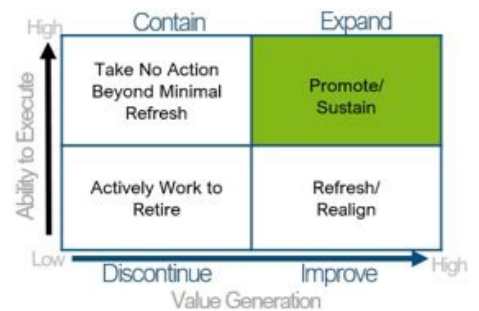 Contain
Expand
High
Take No Action
Beyond Minimal
Refresh
Promote/
Sustain
Ability to Execute
Actively Work to
Retire
Refresh/
Realign
Low
High
Discontinue
Improve
Value Generation